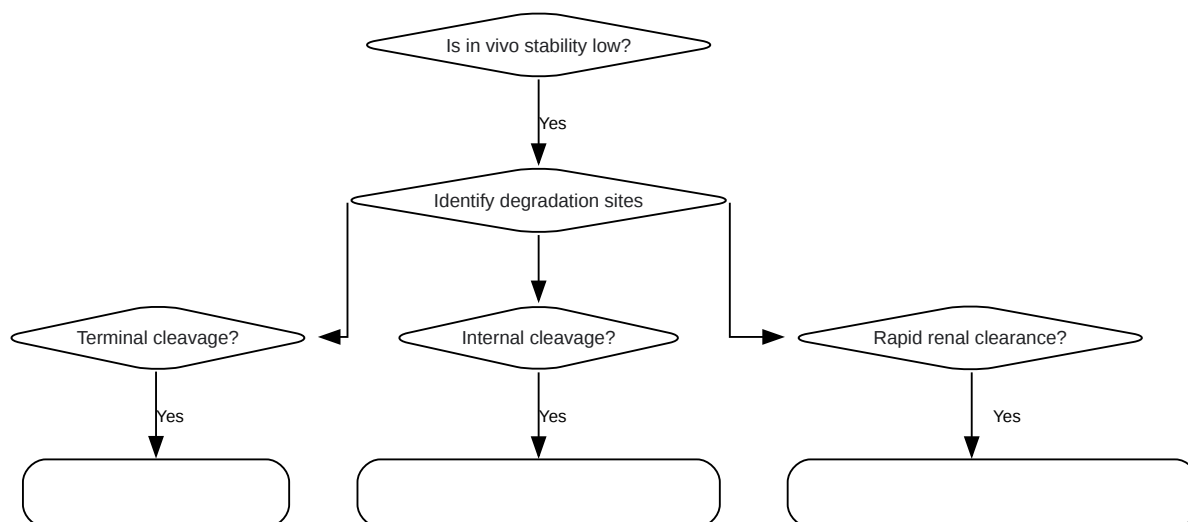 Is in vivo stability low?
Yes
Identify degradation sites
Terminal cleavage?
Internal cleavage?
Rapid renal clearance?
Yes
Yes
Yes